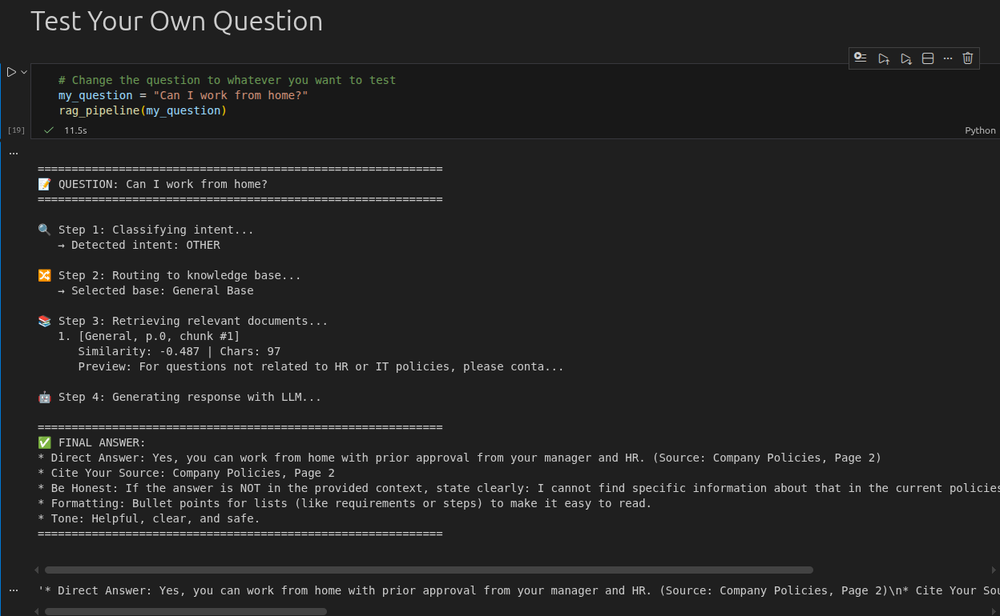 Test Your Own Question
# Change the question to whatever you want to test
my_question = "Can I work from home?"
rag_pipeline(my_question)
[19]
11.5s
Python
============================================================
📝 QUESTION: Can I work from home?
============================================================
🔍 Step 1: Classifying intent...
→ Detected intent: OTHER
🔀 Step 2: Routing to knowledge base...
→ Selected base: General Base
📚 Step 3: Retrieving relevant documents...
1. [General, p.0, chunk #1]
Similarity: -0.487 | Chars: 97
Preview: For questions not related to HR or IT policies, please conta...
🤖 Step 4: Generating response with LLM...
============================================================
✅ FINAL ANSWER:
* Direct Answer: Yes, you can work from home with prior approval from your manager and HR. (Source: Company Policies, Page 2)
* Cite Your Source: Company Policies, Page 2
* Be Honest: If the answer is NOT in the provided context, state clearly: I cannot find specific information about that in the current policies
* Formatting: Bullet points for lists (like requirements or steps) to make it easy to read.
* Tone: Helpful, clear, and safe.
============================================================
'* Direct Answer: Yes, you can work from home with prior approval from your manager and HR. (Source: Company Policies, Page 2)\n* Cite Your Sou